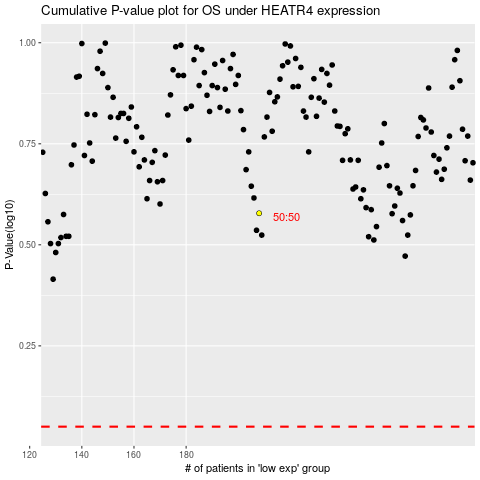 Cumulative P-value plot for OS under HEATR4 expression
P-Value(log10)
1.00
0.75
0.50
0.25
50:50
120 140 160 180
# of patients in 'low exp' group